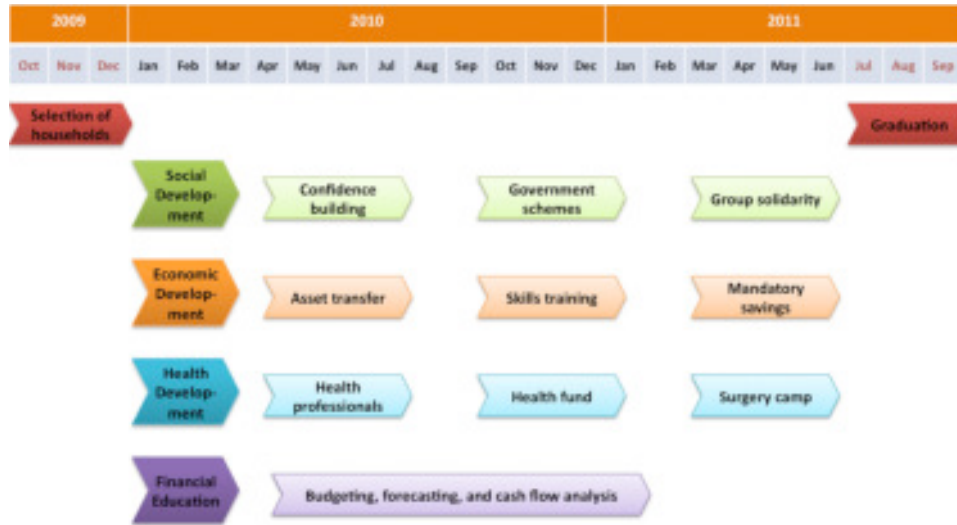 2009 2010 2011
Oct Nov Dec Jan Feb Mar Apr May Jun Jul Aug Sep Oct Nov Dec Jan Feb Mar Apr May Jun Jul Aug Sep
Selection of
households
Graduation
Social
Develop-
ment
Confidence
building
Government
schemes
Group solidarity
Economic
Develop-
ment
Asset transfer
Skills training
Mandatory
savings
Health
Develop-
ment
Health
professionals
Health fund
Surgery camp
Financial
Education
Budgeting, forecasting, and cash flow analysis